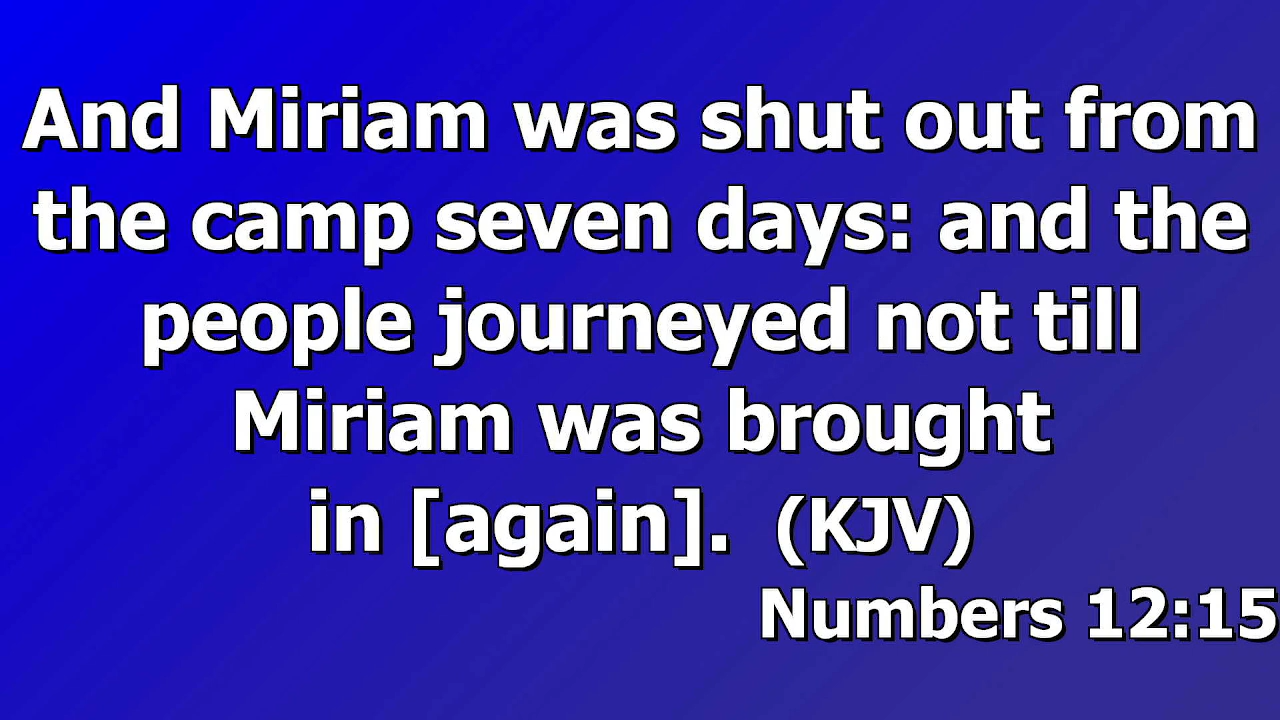 And Miriam was shut out from
the camp seven days: and the
people journeyed not till
Miriam was brought
in [again].  (KJV)
Numbers 12:15